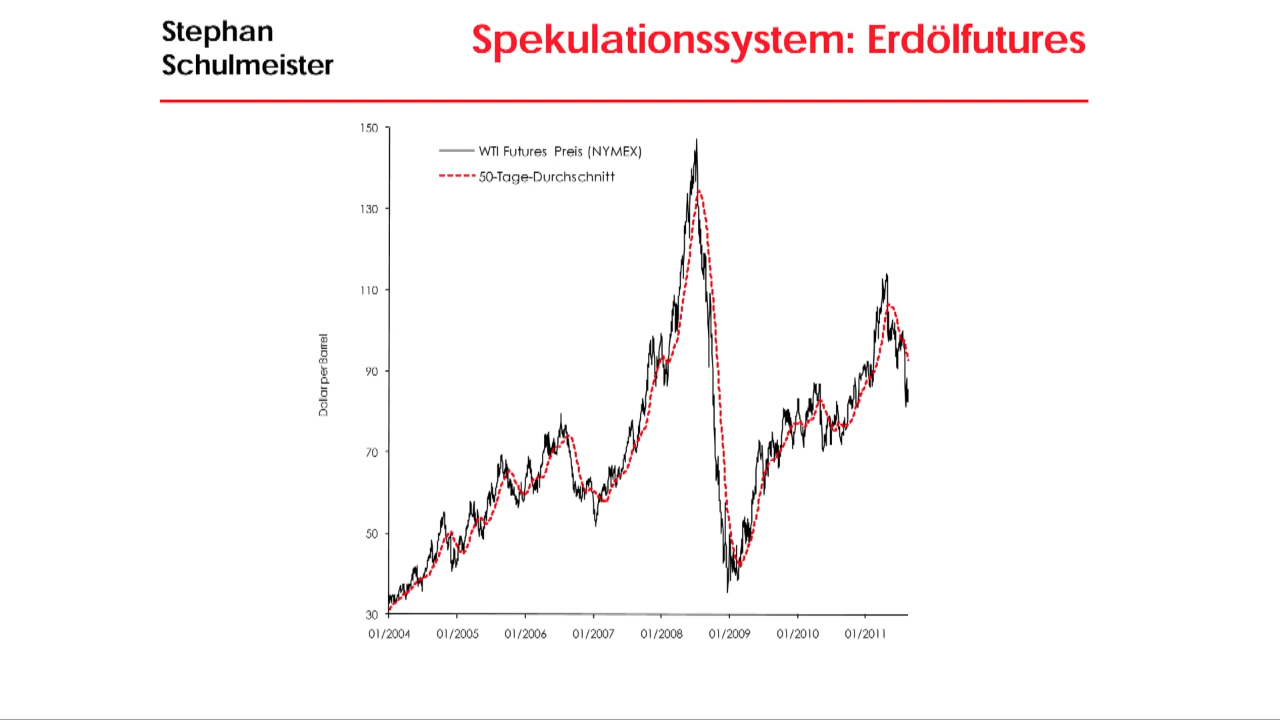 Stephan
Schulmeister
Spekulationssystem: Erdölfutures
150
WTI Futures Preis (NYMEX)
50-Tage-Durchschnitt
130
110
Dollar per Barrel
90
70
50
30
01/2004 01/2005 01/2006 01/2007 01/2008 01/2009 01/2010 01/2011